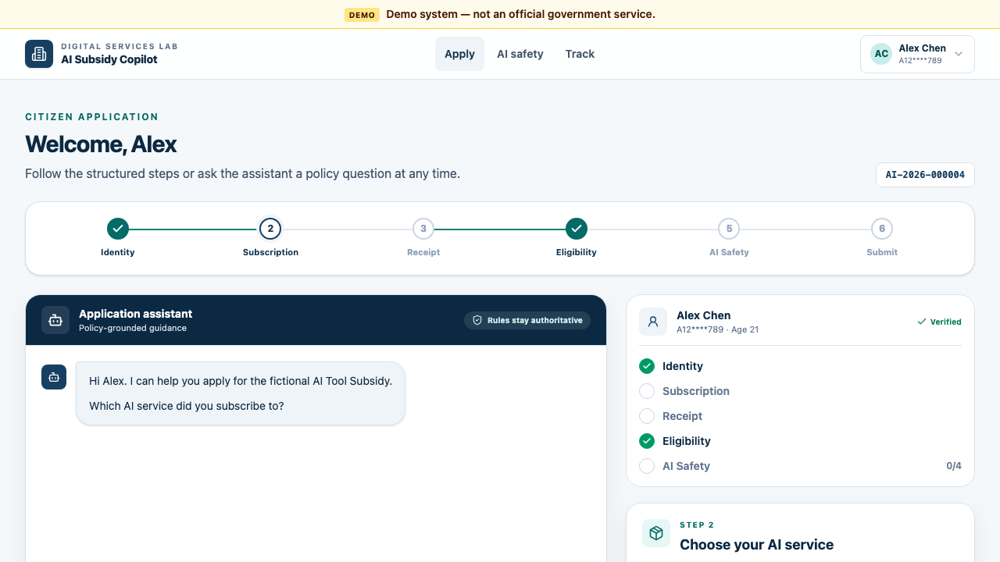 DEMO Demo system — not an official government service.
DIGITAL SERVICES LAB
AI Subsidy Copilot
Apply
AI safety
Track
AC
Alex Chen
A12****789
CITIZEN APPLICATION
Welcome, Alex
Follow the structured steps or ask the assistant a policy question at any time.
AI-2026-000004
2
3
5
6
Identity
Subscription
Receipt
Eligibility
AI Safety
Submit
Application assistant
Policy-grounded guidance
Rules stay authoritative
Hi Alex. I can help you apply for the fictional AI Tool Subsidy.
Which AI service did you subscribe to?
Alex Chen
A12****789 · Age 21
Verified
Identity
Subscription
Receipt
Eligibility
AI Safety 0/4
STEP 2
Choose your AI service